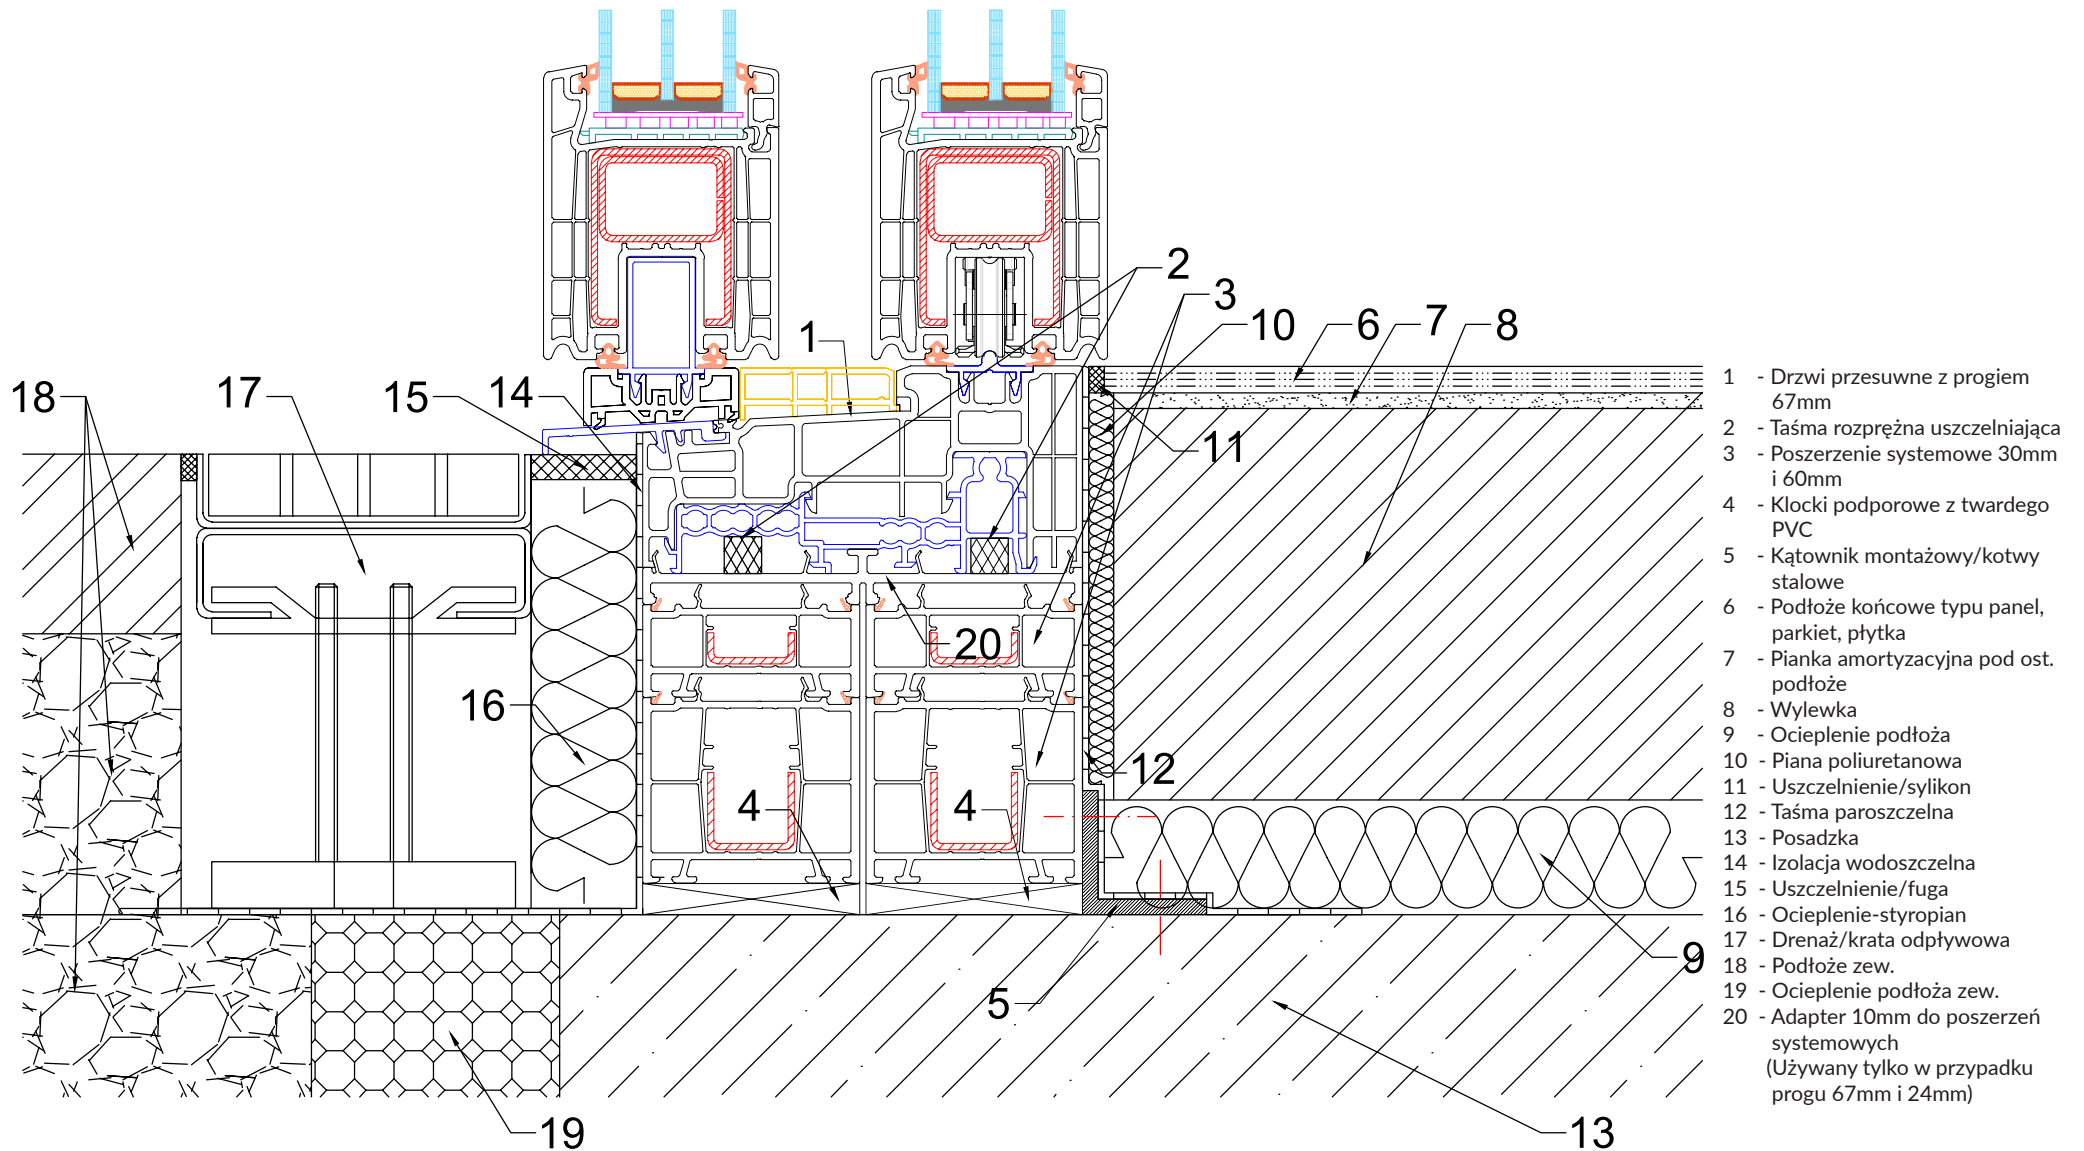 2
3
1
10
6
7
8
18
17
15
14
11
20
16
12
4
4
9
5
19
13
1 - Drzwi przesuwne z progiem
67mm
2 - Taśma rozprężna uszczelniająca
3 - Poszerzenie systemowe 30mm
i 60mm
4 - Klocki podporowe z twardego
PVC
5 - Kątownik montażowy/kotwy
stalowe
6 - Podłoże końcowe typu panel,
parkiet, płytka
7 - Pianka amortyzacyjna pod ost.
podłoże
8 - Wylewka
9 - Ocieplenie podłoża
10 - Piana poliuretanowa
11 - Uszczelnienie/sylikon
12 - Taśma paroszczelna
13 - Posadzka
14 - Izolacja wodoszczelna
15 - Uszczelnienie/fuga
16 - Ocieplenie-styropian
17 - Drenaż/krata odpływowa
18 - Podłoże zew.
19 - Ocieplenie podłoża zew.
20 - Adapter 10mm do poszerzeń
systemowych
(Używany tylko w przypadku
progu 67mm i 24mm)